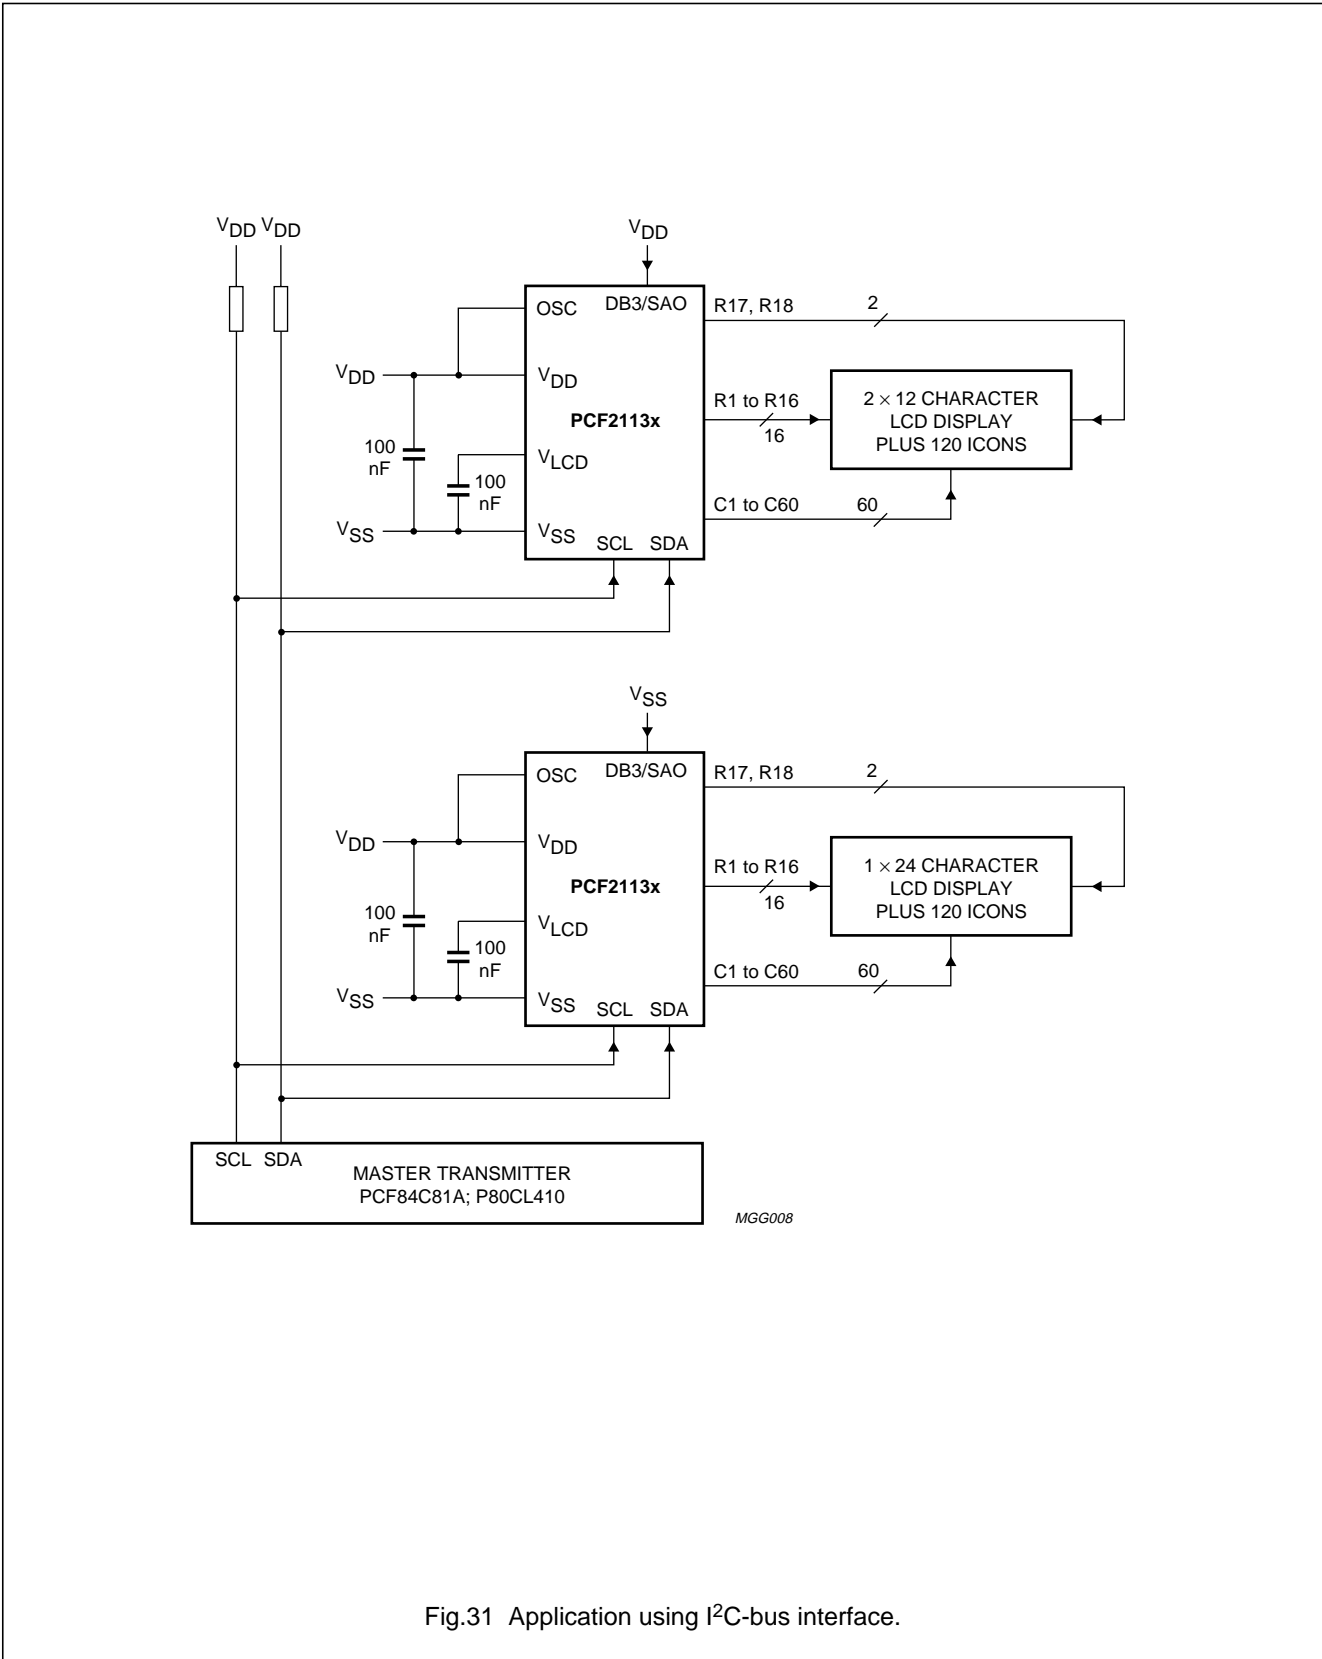 VDD VDD
VDD
OSC
DB3/SAO
R17, R18
2
VDD
VDD
PCF2113x
R1 to R16
16
2 × 12 CHARACTER
LCD DISPLAY
PLUS 120 ICONS
100
nF
VLCD
100
nF
C1 to C60
60
VSS
VSS
SCL SDA
VSS
OSC
DB3/SAO
R17, R18
2
VDD
VDD
PCF2113x
R1 to R16
16
1 × 24 CHARACTER
LCD DISPLAY
PLUS 120 ICONS
100
nF
VLCD
100
nF
C1 to C60
60
VSS
VSS
SCL SDA
SCL SDA
MASTER TRANSMITTER
PCF84C81A; P80CL410
MGG008
Fig.31 Application using I²C-bus interface.